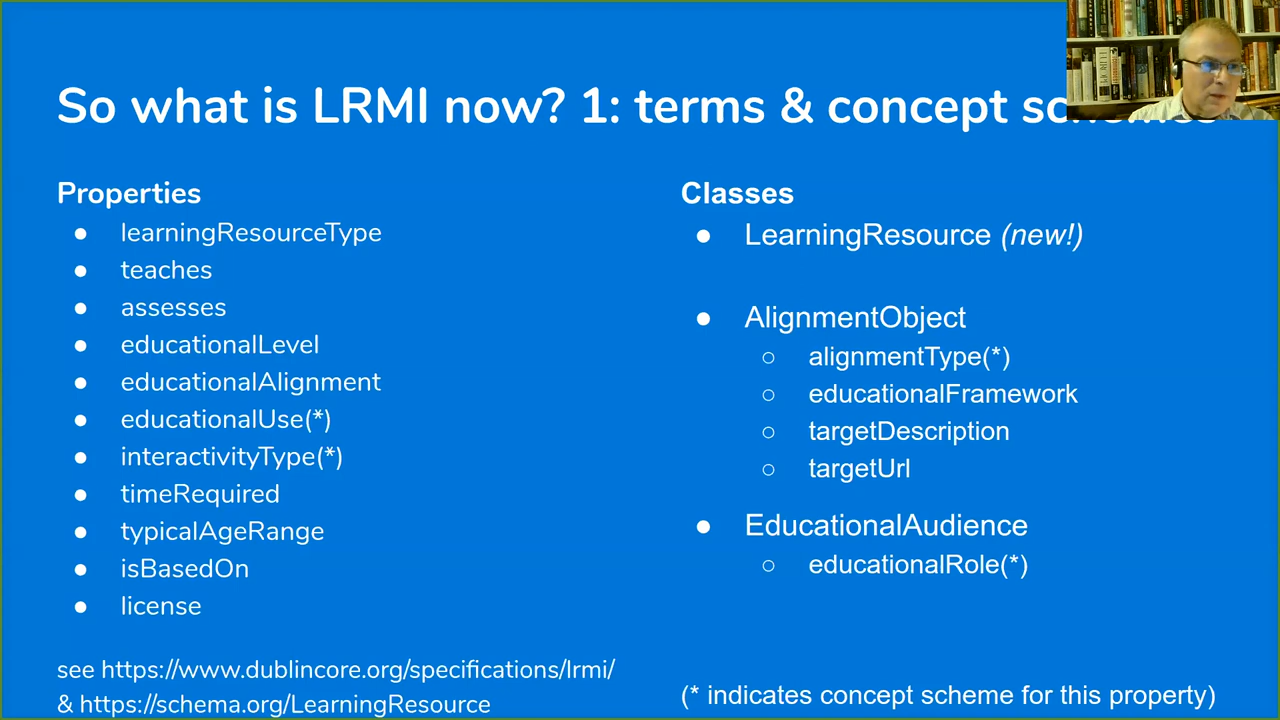 So what is LRMI now? 1: terms & concept schemes
Properties
● learningResourceType
● teaches
● assesses
● educationalLevel
● educationalAlignment
● educationalUse(*)
● interactivityType(*)
● timeRequired
● typicalAgeRange
● isBasedOn
● license
see https://www.dublincore.org/specifications/lrmi/
& https://schema.org/LearningResource
Classes
● LearningResource (new!)
● AlignmentObject
○ alignmentType(*)
○ educationalFramework
○ targetDescription
○ targetUrl
● EducationalAudience
○ educationalRole(*)
(* indicates concept scheme for this property)